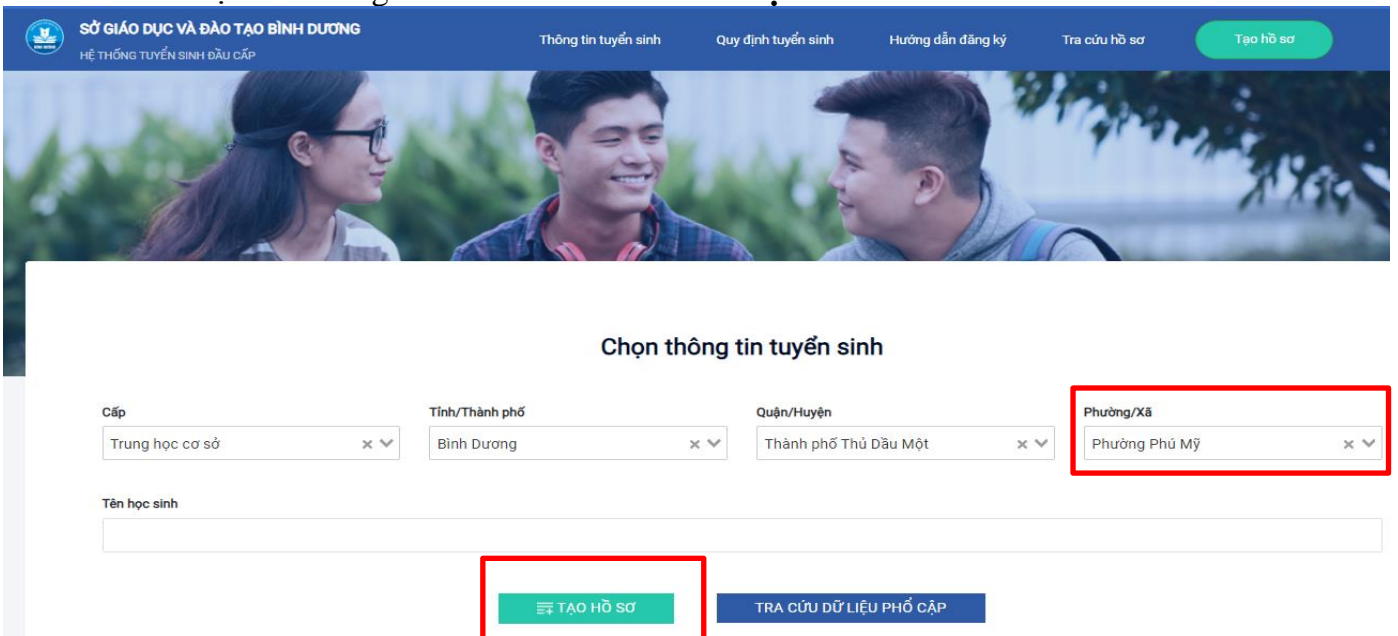 SỞ GIÁO DỤC VÀ ĐÀO TẠO BÌNH DƯƠNG
HỆ THỐNG TUYỂN SINH ĐẦU CẤP
Thông tin tuyển sinh Quy định tuyển sinh Hướng dẫn đăng ký Tra cứu hồ sơ Tạo hồ sơ
Chọn thông tin tuyển sinh
Cấp Tỉnh/Thành phố Quận/Huyện Phường/Xã
Trung học cơ sở Bình Dương Thành phố Thủ Dầu Một Phường Phú Mỹ
Tên học sinh
TẠO HỒ SƠ TRA CỨU DỮ LIỆU PHỔ CẬP